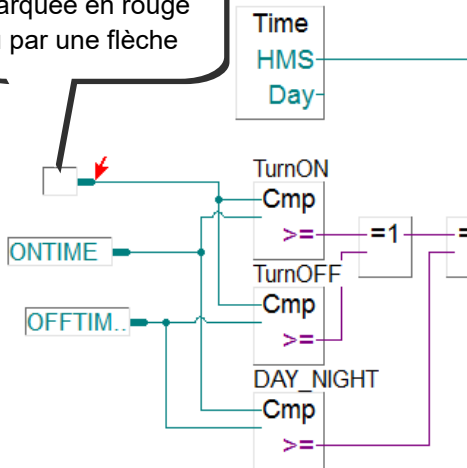 arquée en rouge
par une flèche
Time
HMS
Day
TurnON
Cmp
>=
=1
ONTIME
TurnOFF
Cmp
>=
OFFTIM..
DAY_NIGHT
Cmp
>=